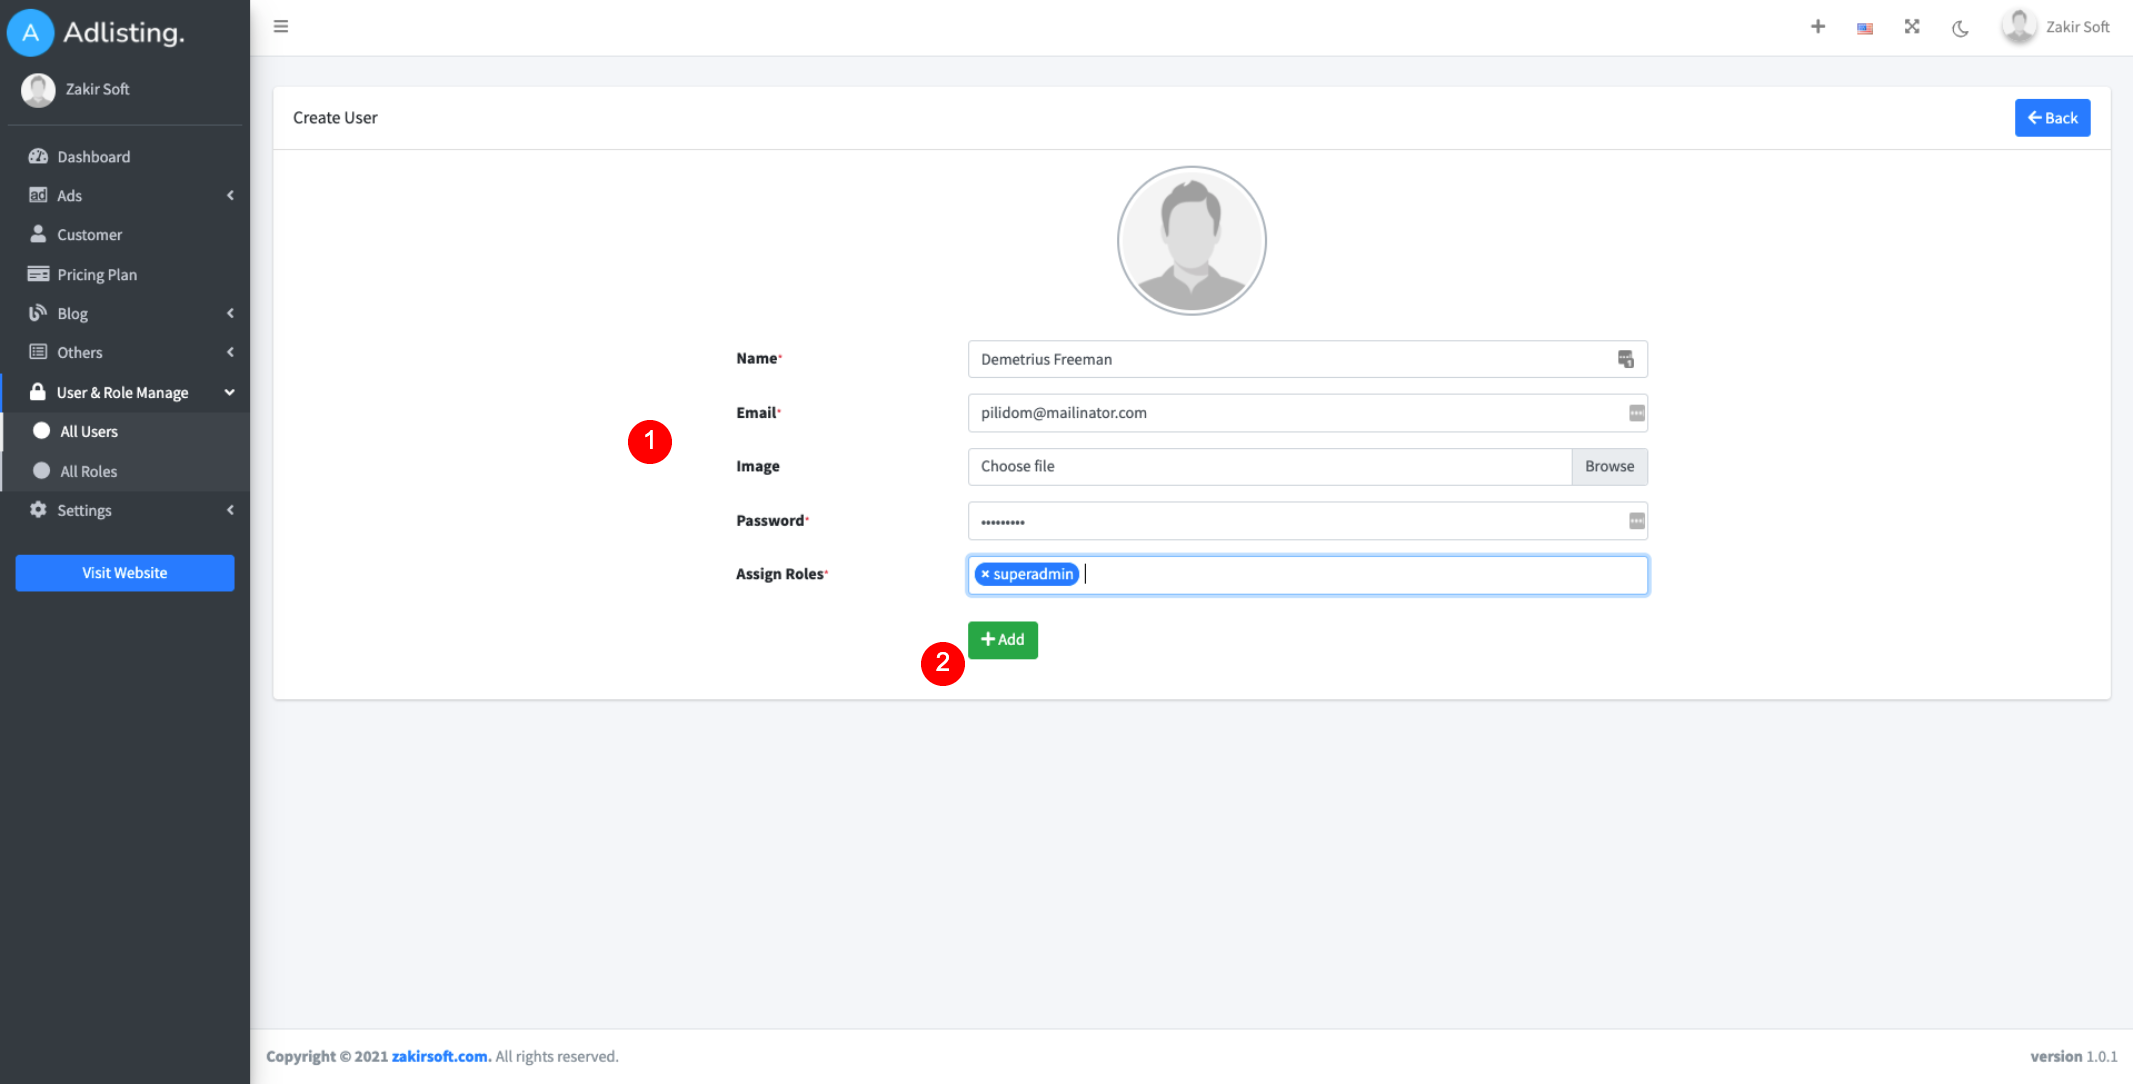 A Adlisting.
Zakir Soft
Zakir Soft
Dashboard
ad Ads
Customer
Pricing Plan
Blog
Others
User & Role Manage
All Users
All Roles
Settings
Visit Website
Create User
Back
Name*
Demetrius Freeman
1
Email*
pilidom@mailinator.com
1
Image
Choose file
Browse
Password*
•••••••••
Assign Roles*
× superadmin
Add
2
Copyright © 2021 zakirsoft.com. All rights reserved.
version 1.0.1